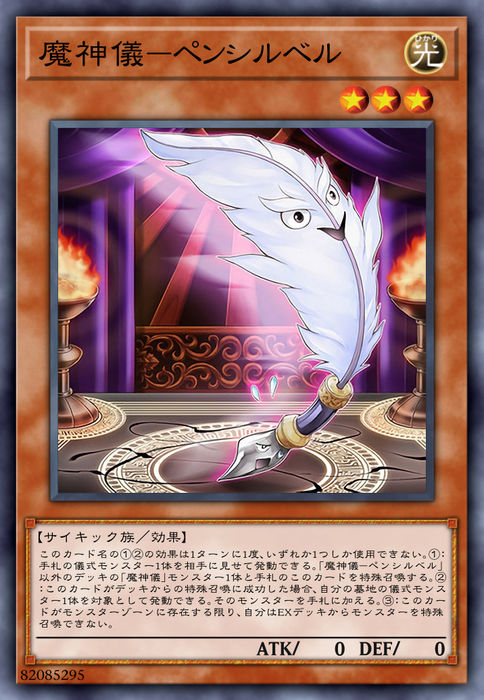 魔神儀－ペンシルベル
ひかり
光
【サイキック族／効果】
このカード名の①②の効果は1ターンに1度、いずれか1つしか使用できない。①：
手札の儀式モンスター1体を相手に見せて発動できる。「魔神儀－ペンシルベル」
以外のデッキの「魔神儀」モンスター1体と手札のこのカードを特殊召喚する。②
：このカードがデッキからの特殊召喚に成功した場合、自分の墓地の儀式モンス
ター1体を対象として発動できる。そのモンスターを手札に加える。③：このカー
ドがモンスターゾーンに存在する限り、自分はEXデッキからモンスターを特殊
召喚できない。
ATK/ 0 DEF/ 0
82085295